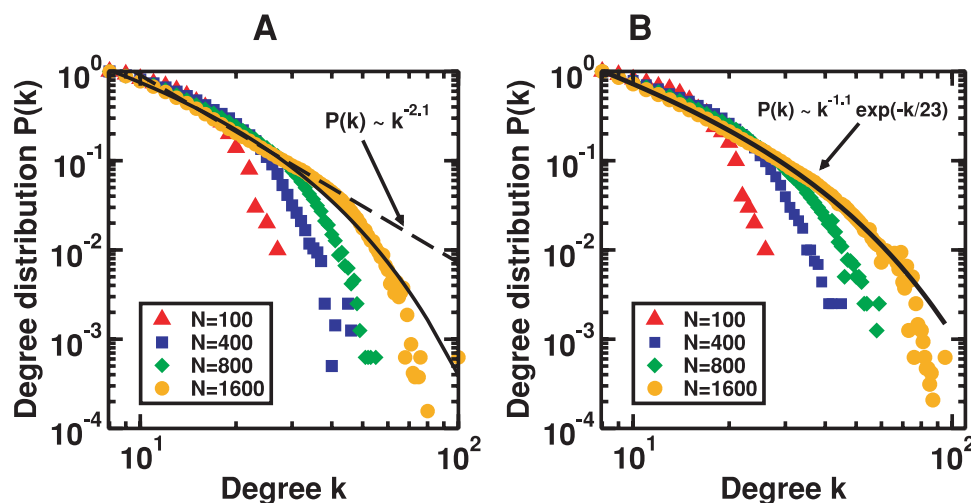 A
Degree distribution P(k)
10^0
10^-1
10^-2
10^-3
10^-4
P(k) ~ k^-2.1
N=100
N=400
N=800
N=1600
10^1
10^2
Degree k
B
Degree distribution P(k)
10^0
10^-1
10^-2
10^-3
10^-4
P(k) ~ k^-1.1 exp(-k/23)
N=100
N=400
N=800
N=1600
10^1
10^2
Degree k